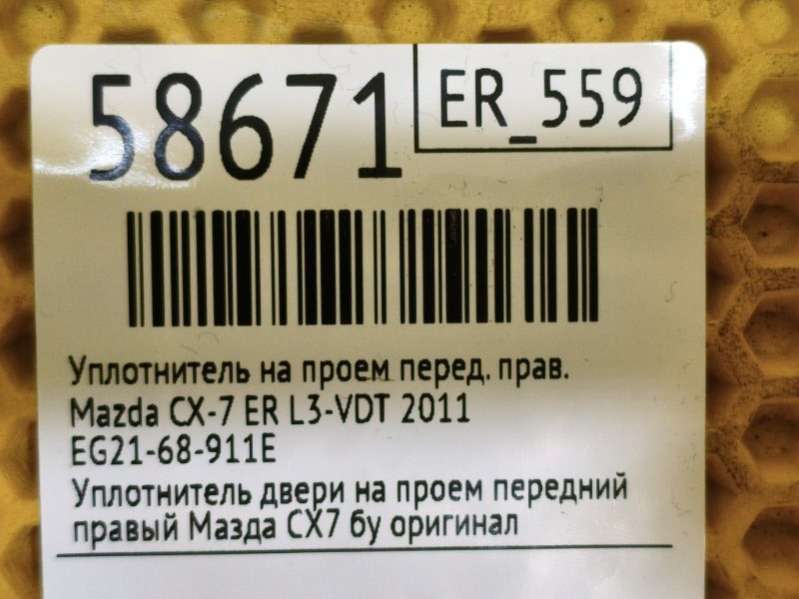 58671
ER_559
Уплотнитель на проем перед. прав.
Mazda CX-7 ER L3-VDT 2011
EG21-68-911E
Уплотнитель двери на проем передний
правый Мазда СХ7 бу оригинал